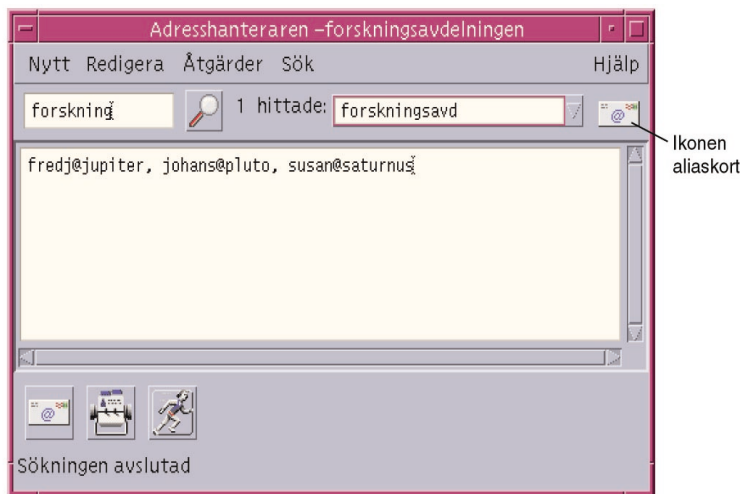 Adresshanteraren –forskningsavdelningen
Nytt Redigera Åtgärder Sök Hjälp
forskning 1 hittade: forskningsavd
Ikonen
aliaskort
fredj@jupiter, johans@pluto, susan@saturnus
Sökningen avslutad